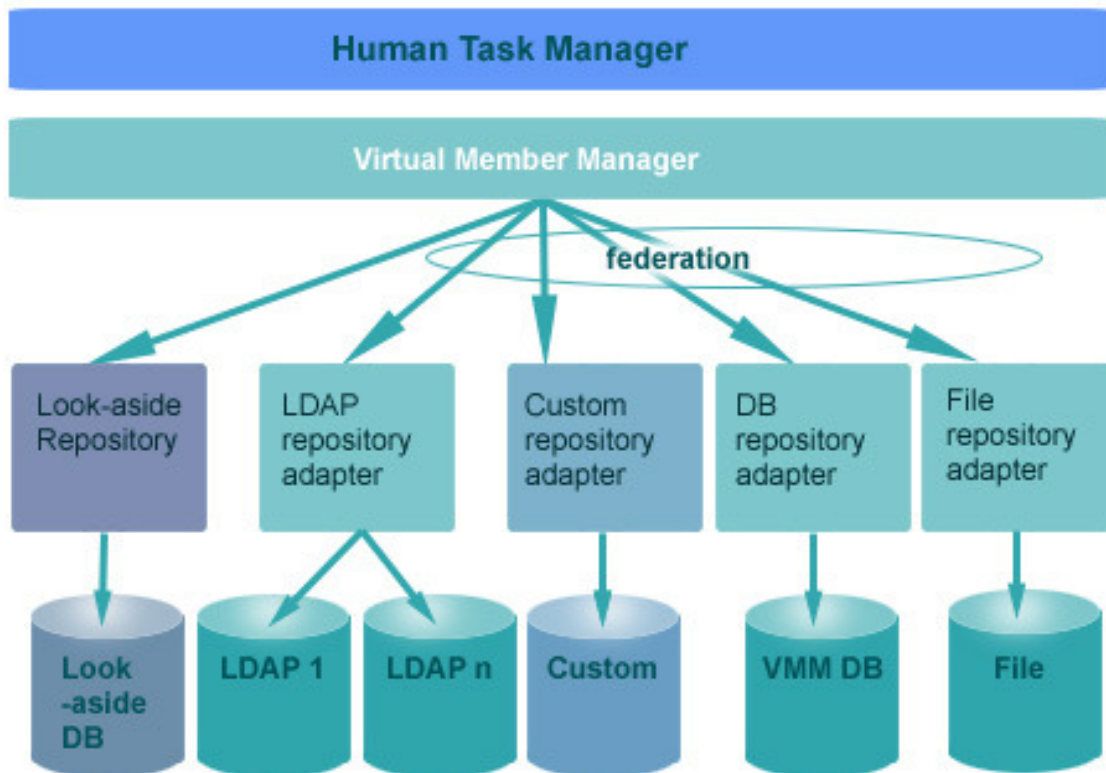 Human Task Manager
Virtual Member Manager
federation
Look-aside
Repository
LDAP
repository
adapter
Custom
repository
adapter
DB
repository
adapter
File
repository
adapter
Look
-aside
DB
LDAP 1
LDAP n
Custom
VMM DB
File